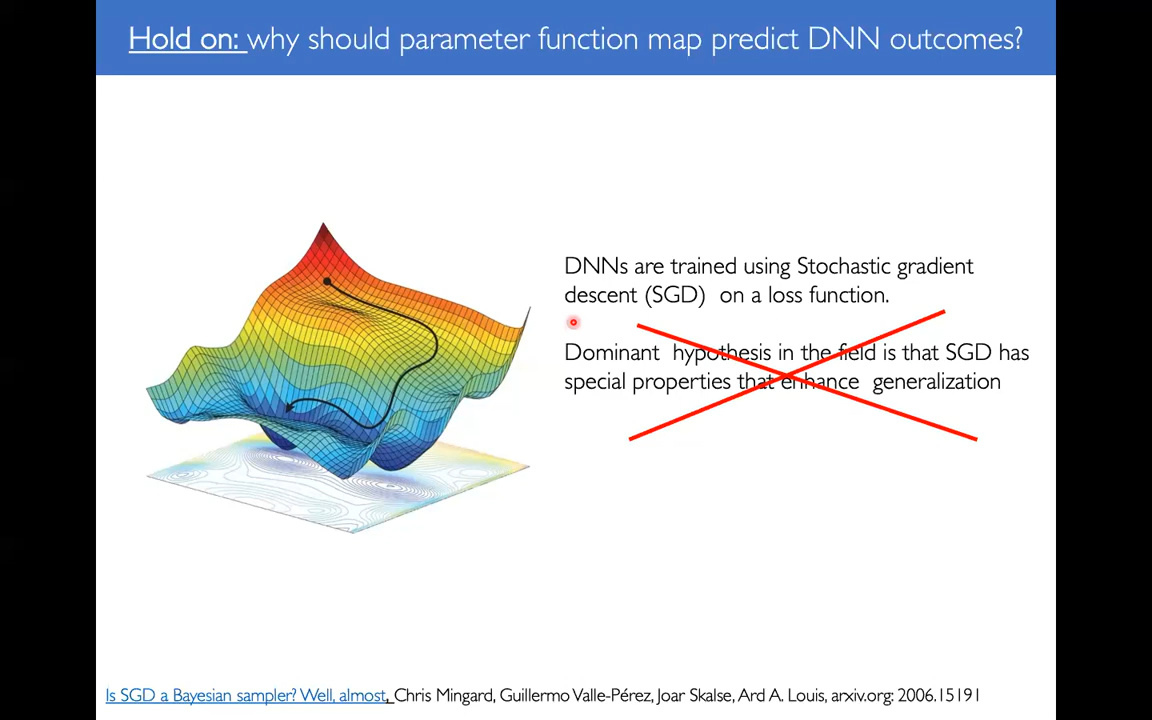 Hold on: why should parameter function map predict DNN outcomes?
DNNs are trained using Stochastic gradient
descent (SGD) on a loss function.
Dominant hypothesis in the field is that SGD has
special properties that enhance generalization
Is SGD a Bayesian sampler? Well, almost, Chris Mingard, Guillermo Valle-Pérez, Joar Skalse, Ard A. Louis, arxiv.org: 2006.15191